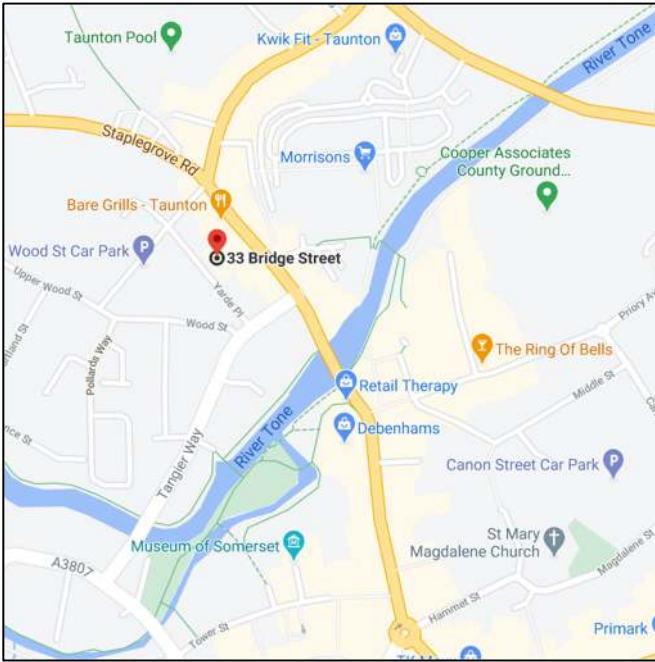 Taunton Pool
Kwik Fit - Taunton
River Tone
Staplegrove Rd
Morrisons
Cooper Associates
County Ground...
Bare Grills - Taunton
Wood St Car Park
33 Bridge Street
Upper Wood St
Yarde Pl
Wood St
Pollards Way
Priory Av
The Ring Of Bells
Retail Therapy
Middle St
Debenhams
River Tone
Tangier Way
Canon Street Car Park
St Mary
Magdalene Church
Museum of Somerset
A3807
Magdalene St
Hammet St
Tower St
Primark